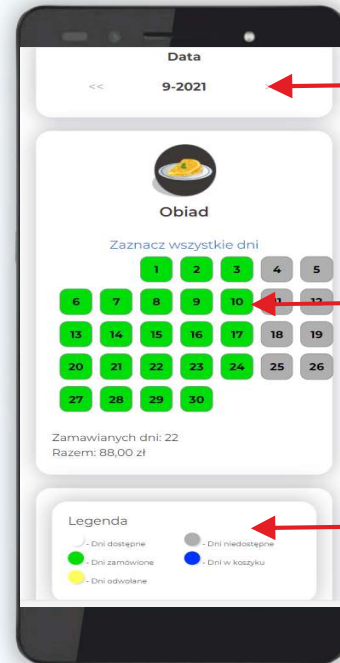 Data
<< 9-2021
Obiad
Zaznacz wszystkie dni
1 2 3 4 5
6 7 8 9 10 11 12
13 14 15 16 17 18 19
20 21 22 23 24 25 26
27 28 29 30
Zamawianych dni: 22
Razem: 88,00 zł
Legenda
- Dni dostępne - Dni niedostępne
- Dni zamówione - Dni w koszyku
- Dni odwołane